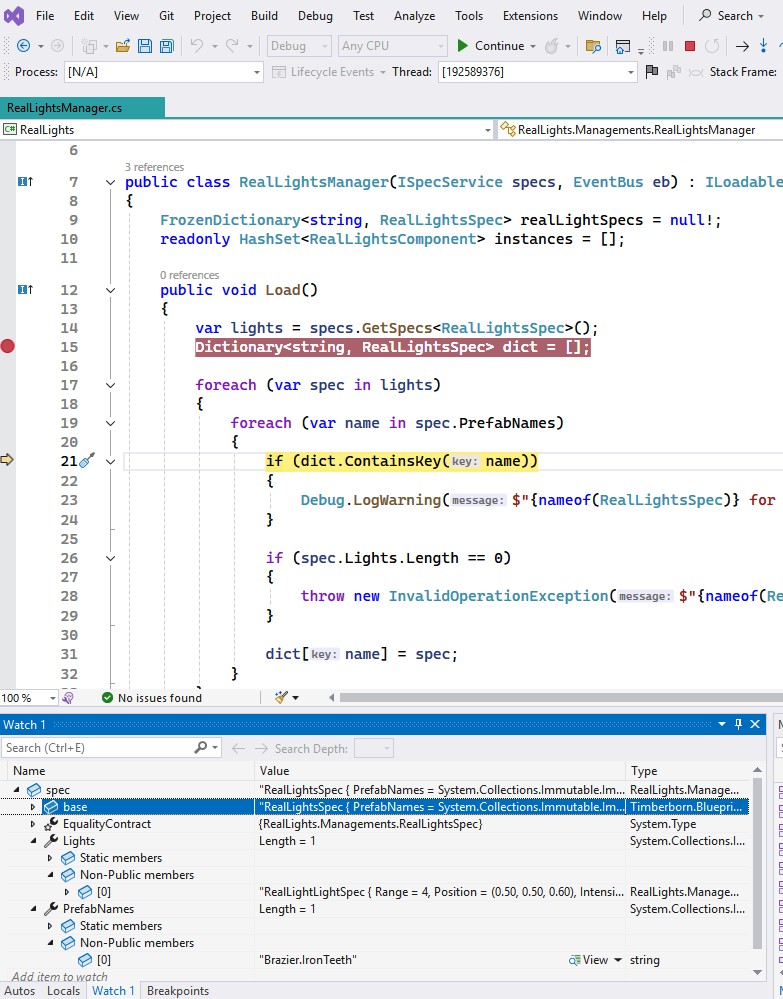 File Edit View Git Project Build Debug Test Analyze Tools Extensions Window Help Search
Debug Any CPU Continue
Process: [N/A] Lifecycle Events Thread: [192589376] Stack Frame:
RealLightsManager.cs
C# RealLights RealLights.Managements.RealLightsManager
6
3 references
7 public class RealLightsManager(ISpecService specs, EventBus eb) : ILoadable
8 {
9 FrozenDictionary<string, RealLightsSpec> realLightSpecs = null!;
10 readonly HashSet<RealLightsComponent> instances = [];
11
0 references
12 public void Load()
13 {
14 var lights = specs.GetSpecs<RealLightsSpec>();
15 Dictionary<string, RealLightsSpec> dict = [];
16
17 foreach (var spec in lights)
18 {
19 foreach (var name in spec.PrefabNames)
20 {
21 if (dict.ContainsKey(key: name))
22 {
23 Debug.LogWarning(message: $"{nameof(RealLightsSpec)} for
24 }
25
26 if (spec.Lights.Length == 0)
27 {
28 throw new InvalidOperationException(message: $"{nameof(Re
29 }
30
31 dict[key: name] = spec;
32 }
100 % No issues found
Watch 1
Search (Ctrl+E) Search Depth:
Name Value Type
spec "RealLightsSpec { PrefabNames = System.Collections.Immutable.Im... RealLights.Manage...
base "RealLightsSpec { PrefabNames = System.Collections.Immutable.Im... Timberborn.Bluepri...
EqualityContract {RealLights.Managements.RealLightsSpec} System.Type
Lights Length = 1 System.Collections.I...
Static members
Non-Public members
[0] "RealLightLightSpec { Range = 4, Position = (0.50, 0.50, 0.60), Intensi... RealLights.Manage...
PrefabNames Length = 1 System.Collections.I...
Static members
Non-Public members
[0] "Brazier.IronTeeth" View string
Add item to watch
Autos Locals Watch 1 Breakpoints